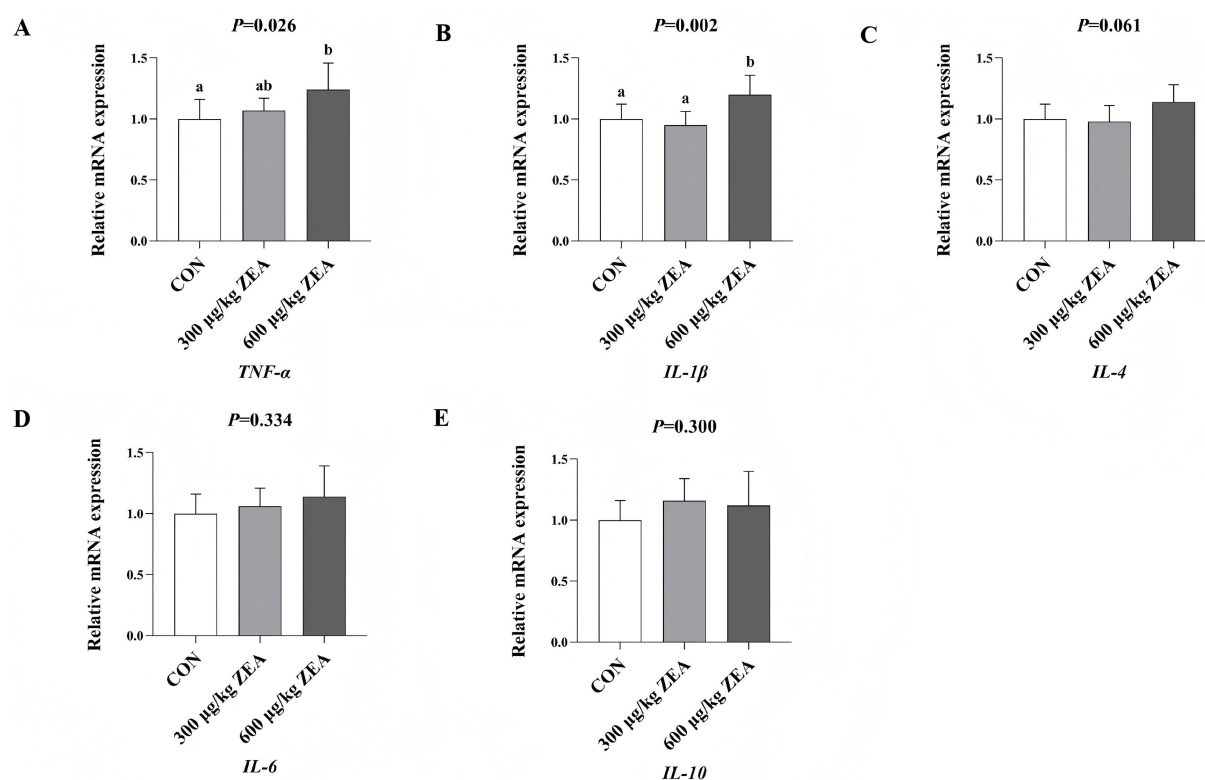 A
P=0.026
Relative mRNA expression
1.5
1.0
0.5
0.0
a
ab
b
CON
300 μg/kg ZEA
600 μg/kg ZEA
TNF-α
B
P=0.002
Relative mRNA expression
1.5
1.0
0.5
0.0
a
a
b
CON
300 μg/kg ZEA
600 μg/kg ZEA
IL-1β
C
P=0.061
Relative mRNA expression
1.5
1.0
0.5
0.0
CON
300 μg/kg ZEA
600 μg/kg ZEA
IL-4
D
P=0.334
Relative mRNA expression
1.5
1.0
0.5
0.0
CON
300 μg/kg ZEA
600 μg/kg ZEA
IL-6
E
P=0.300
Relative mRNA expression
1.5
1.0
0.5
0.0
CON
300 μg/kg ZEA
600 μg/kg ZEA
IL-10